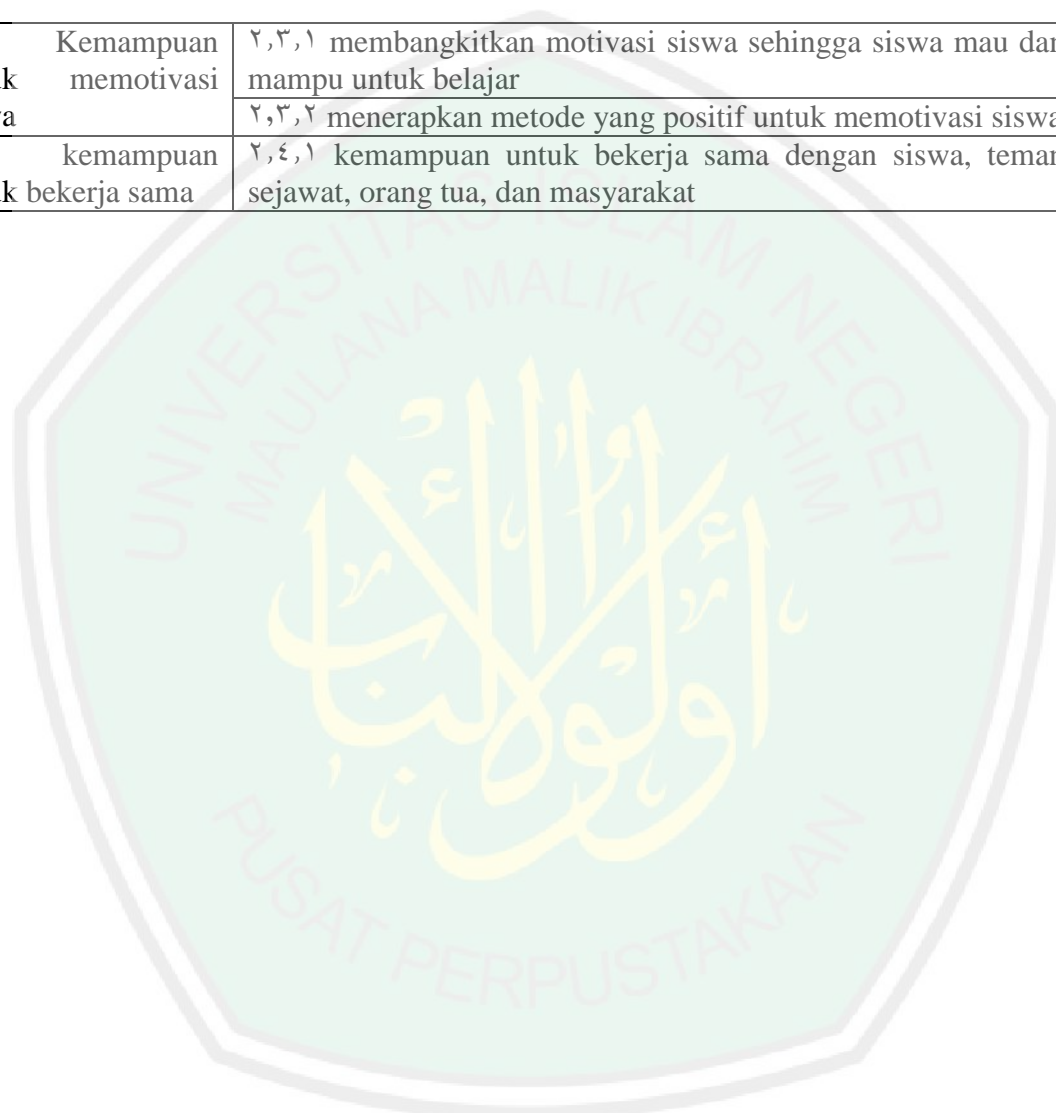 Kemampuan
k memotivasi
a
٢,٣,١ membangkitkan motivasi siswa sehingga siswa mau dan
mampu untuk belajar
٢,٣,٢ menerapkan metode yang positif untuk memotivasi siswa
kemampuan
k bekerja sama
٢,٤,١ kemampuan untuk bekerja sama dengan siswa, teman
sejawat, orang tua, dan masyarakat
UNIVERSITAS ISLAM NEGERI
MAULANA MALIK IBRAHIM
أولوا الألباب
PUSAT PERPUSTAKAAN